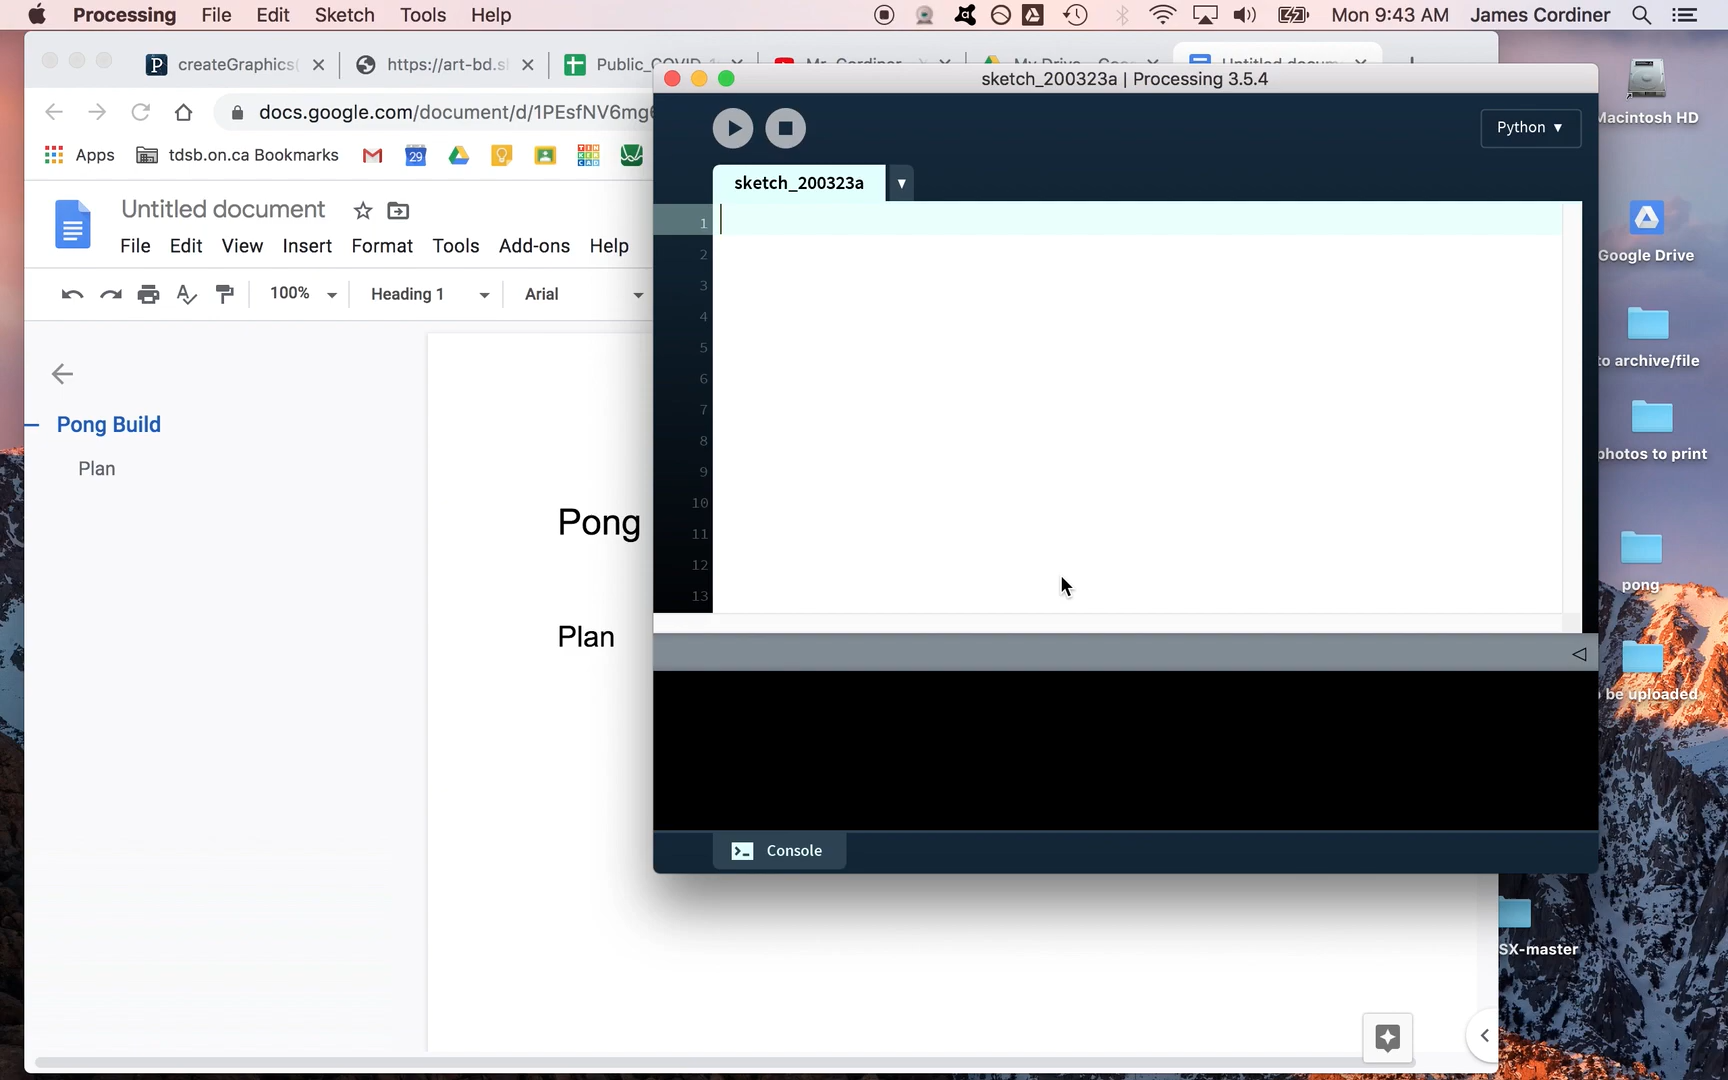 Processing File Edit Sketch Tools Help Mon 9:43 AM James Cordiner
createGraphics( https://art-bd.sl Public_COVID
sketch_200323a | Processing 3.5.4
docs.google.com/document/d/1PEsfNV6mg
Python
Apps tdsb.on.ca Bookmarks 29
sketch_200323a
Untitled document
File Edit View Insert Format Tools Add-ons Help
100% Heading 1 Arial
1
2
3
4
5
6
7
8
9
10
11
12
13
Pong Build
Plan
Pong
Plan
Console
Macintosh HD
Google Drive
to archive/file
photos to print
pong
be uploaded
SX-master